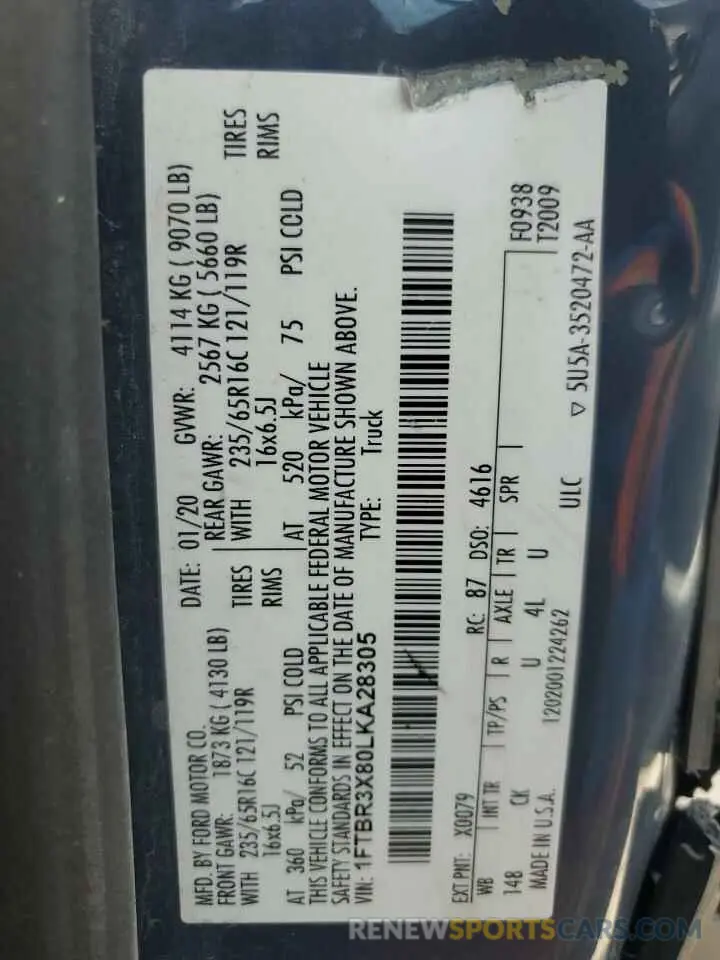 MFD. BY FORD MOTOR CO.
DATE: 01/20 GVWR: 4114 KG ( 9070 LB)
FRONT GAWR: 1873 KG ( 4130 LB)
REAR GAWR: 2567 KG ( 5660 LB)
WITH 235/65R16C 121/119R TIRES
WITH 235/65R16C 121/119R TIRES
16x6.5J RIMS
16x6.5J RIMS
AT 360 kPa/ 52 PSI COLD
AT 520 kPa/ 75 PSI COLD
THIS VEHICLE CONFORMS TO ALL APPLICABLE FEDERAL MOTOR VEHICLE
SAFETY STANDARDS IN EFFECT ON THE DATE OF MANUFACTURE SHOWN ABOVE.
VIN: 1FTBR3X80LKA28305 TYPE: Truck
EXT PNT: X0079 RC: 87 DSO: 4616
WB INT TR TP/PS R AXLE TR SPR F0938
148 CK U 4L U T2009
MADE IN U.S.A. 1202001224262 ULC
▽ 5U5A-3520472-AA
RENEWSPORTSCARS.COM